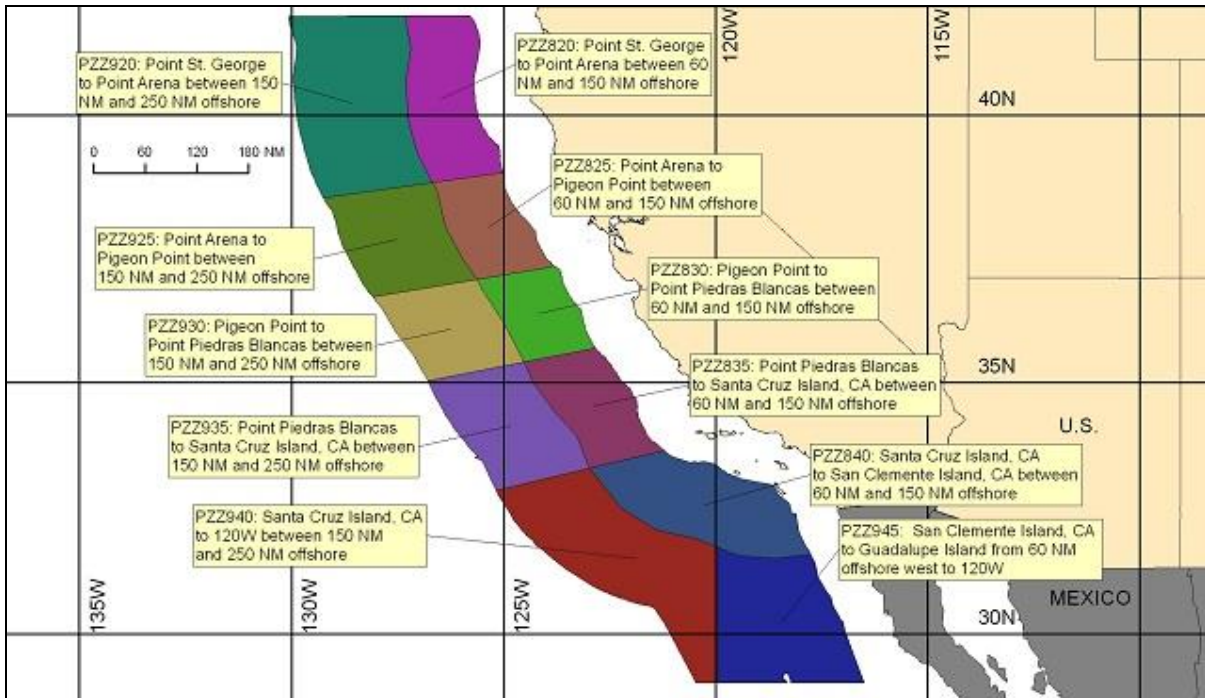 PZZ920: Point St. George
to Point Arena between 150
NM and 250 NM offshore
PZZ820: Point St. George
to Point Arena between 60
NM and 150 NM offshore
120W
115W
40N
0 60 120 180 NM
PZZ825: Point Arena to
Pigeon Point between
60 NM and 150 NM offshore
PZZ925: Point Arena to
Pigeon Point between
150 NM and 250 NM offshore
PZZ830: Pigeon Point to
Point Piedras Blancas between
60 NM and 150 NM offshore
PZZ930: Pigeon Point to
Point Piedras Blancas between
150 NM and 250 NM offshore
35N
PZZ835: Point Piedras Blancas
to Santa Cruz Island, CA between
60 NM and 150 NM offshore
PZZ935: Point Piedras Blancas
to Santa Cruz Island, CA between
150 NM and 250 NM offshore
U.S.
PZZ840: Santa Cruz Island, CA
to San Clemente Island, CA between
60 NM and 150 NM offshore
PZZ940: Santa Cruz Island, CA
to 120W between 150 NM
and 250 NM offshore
PZZ945: San Clemente Island, CA
to Guadalupe Island from 60 NM
offshore west to 120W
135W
130W
125W
MEXICO
30N